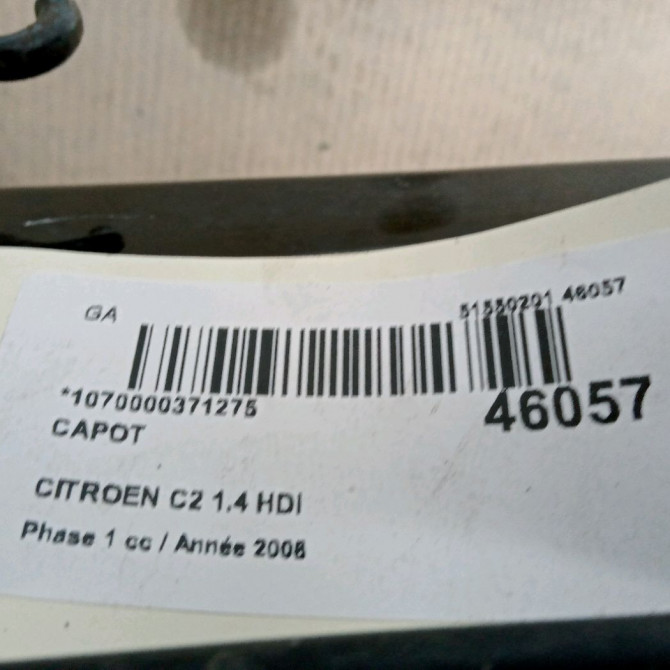 GA
51550201 46057
*1070000371275
46057
CAPOT
CITROEN C2 1.4 HDI
Phase 1 cc / Année 2008